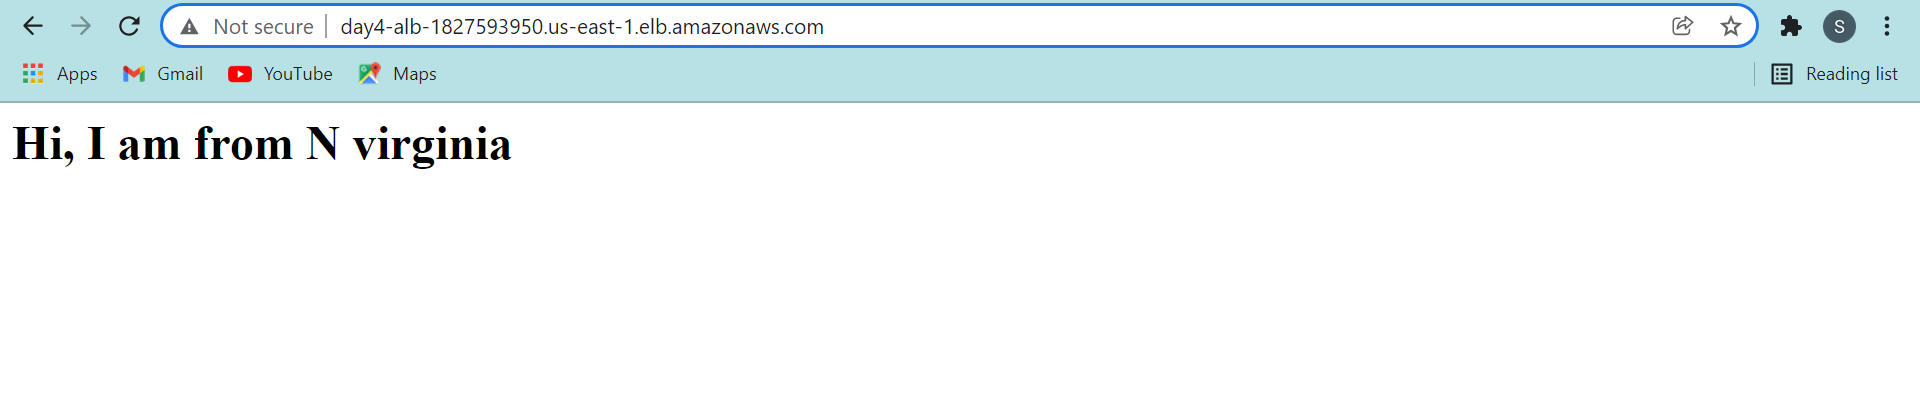 Not secure day4-alb-1827593950.us-east-1.elb.amazonaws.com S
Apps Gmail YouTube Maps Reading list
Hi, I am from N virginia